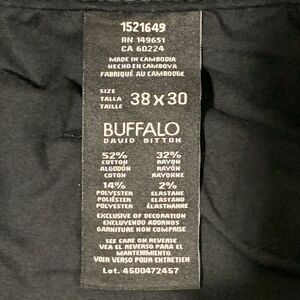 1521649
RN 149651
CA 60224
MADE IN CAMBODIA
HECHO EN CAMBOYA
FABRIQUÉ AU CAMBODGE
SIZE
TALLA 38X30
TAILLE
BUFFALO
DAVID BITTON
52% 32%
COTTON RAYON
ALGODÓN RAYÓN
COTON RAYONNE
14% 2%
POLYESTER ELASTANE
POLIÉSTER ELASTANO
POLYESTER ÉLASTHANNE
EXCLUSIVE OF DECORATION
EXCLUYENDO ADORNOS
GARNITURE NON COMPRISE
SEE CARE ON REVERSE
VEA EL REVERSO PARA EL
MANTENIMIENTO
VOIR VERSO POUR ENTRETIEN
Lot. 4500472457